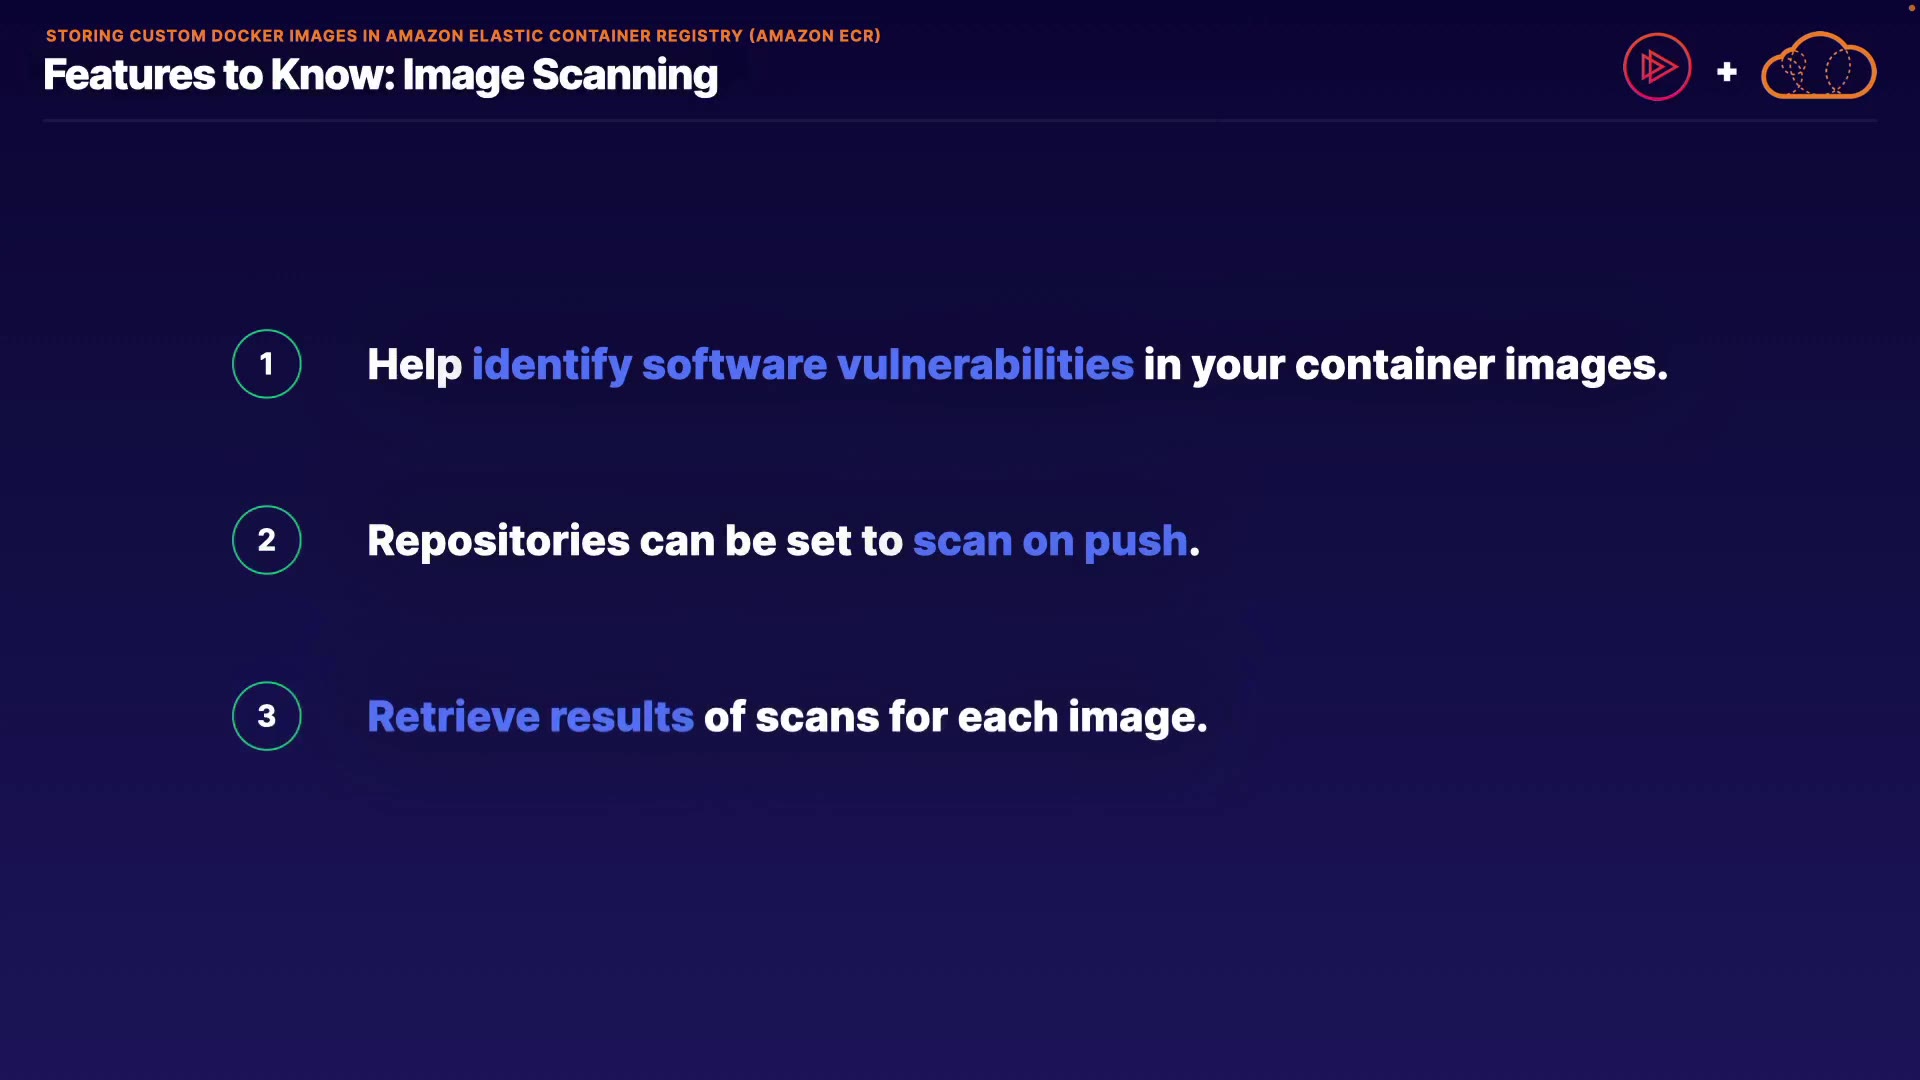 STORING CUSTOM DOCKER IMAGES IN AMAZON ELASTIC CONTAINER REGISTRY (AMAZON ECR)
Features to Know: Image Scanning
+
1
Help identify software vulnerabilities in your container images.
2
Repositories can be set to scan on push.
3
Retrieve results of scans for each image.